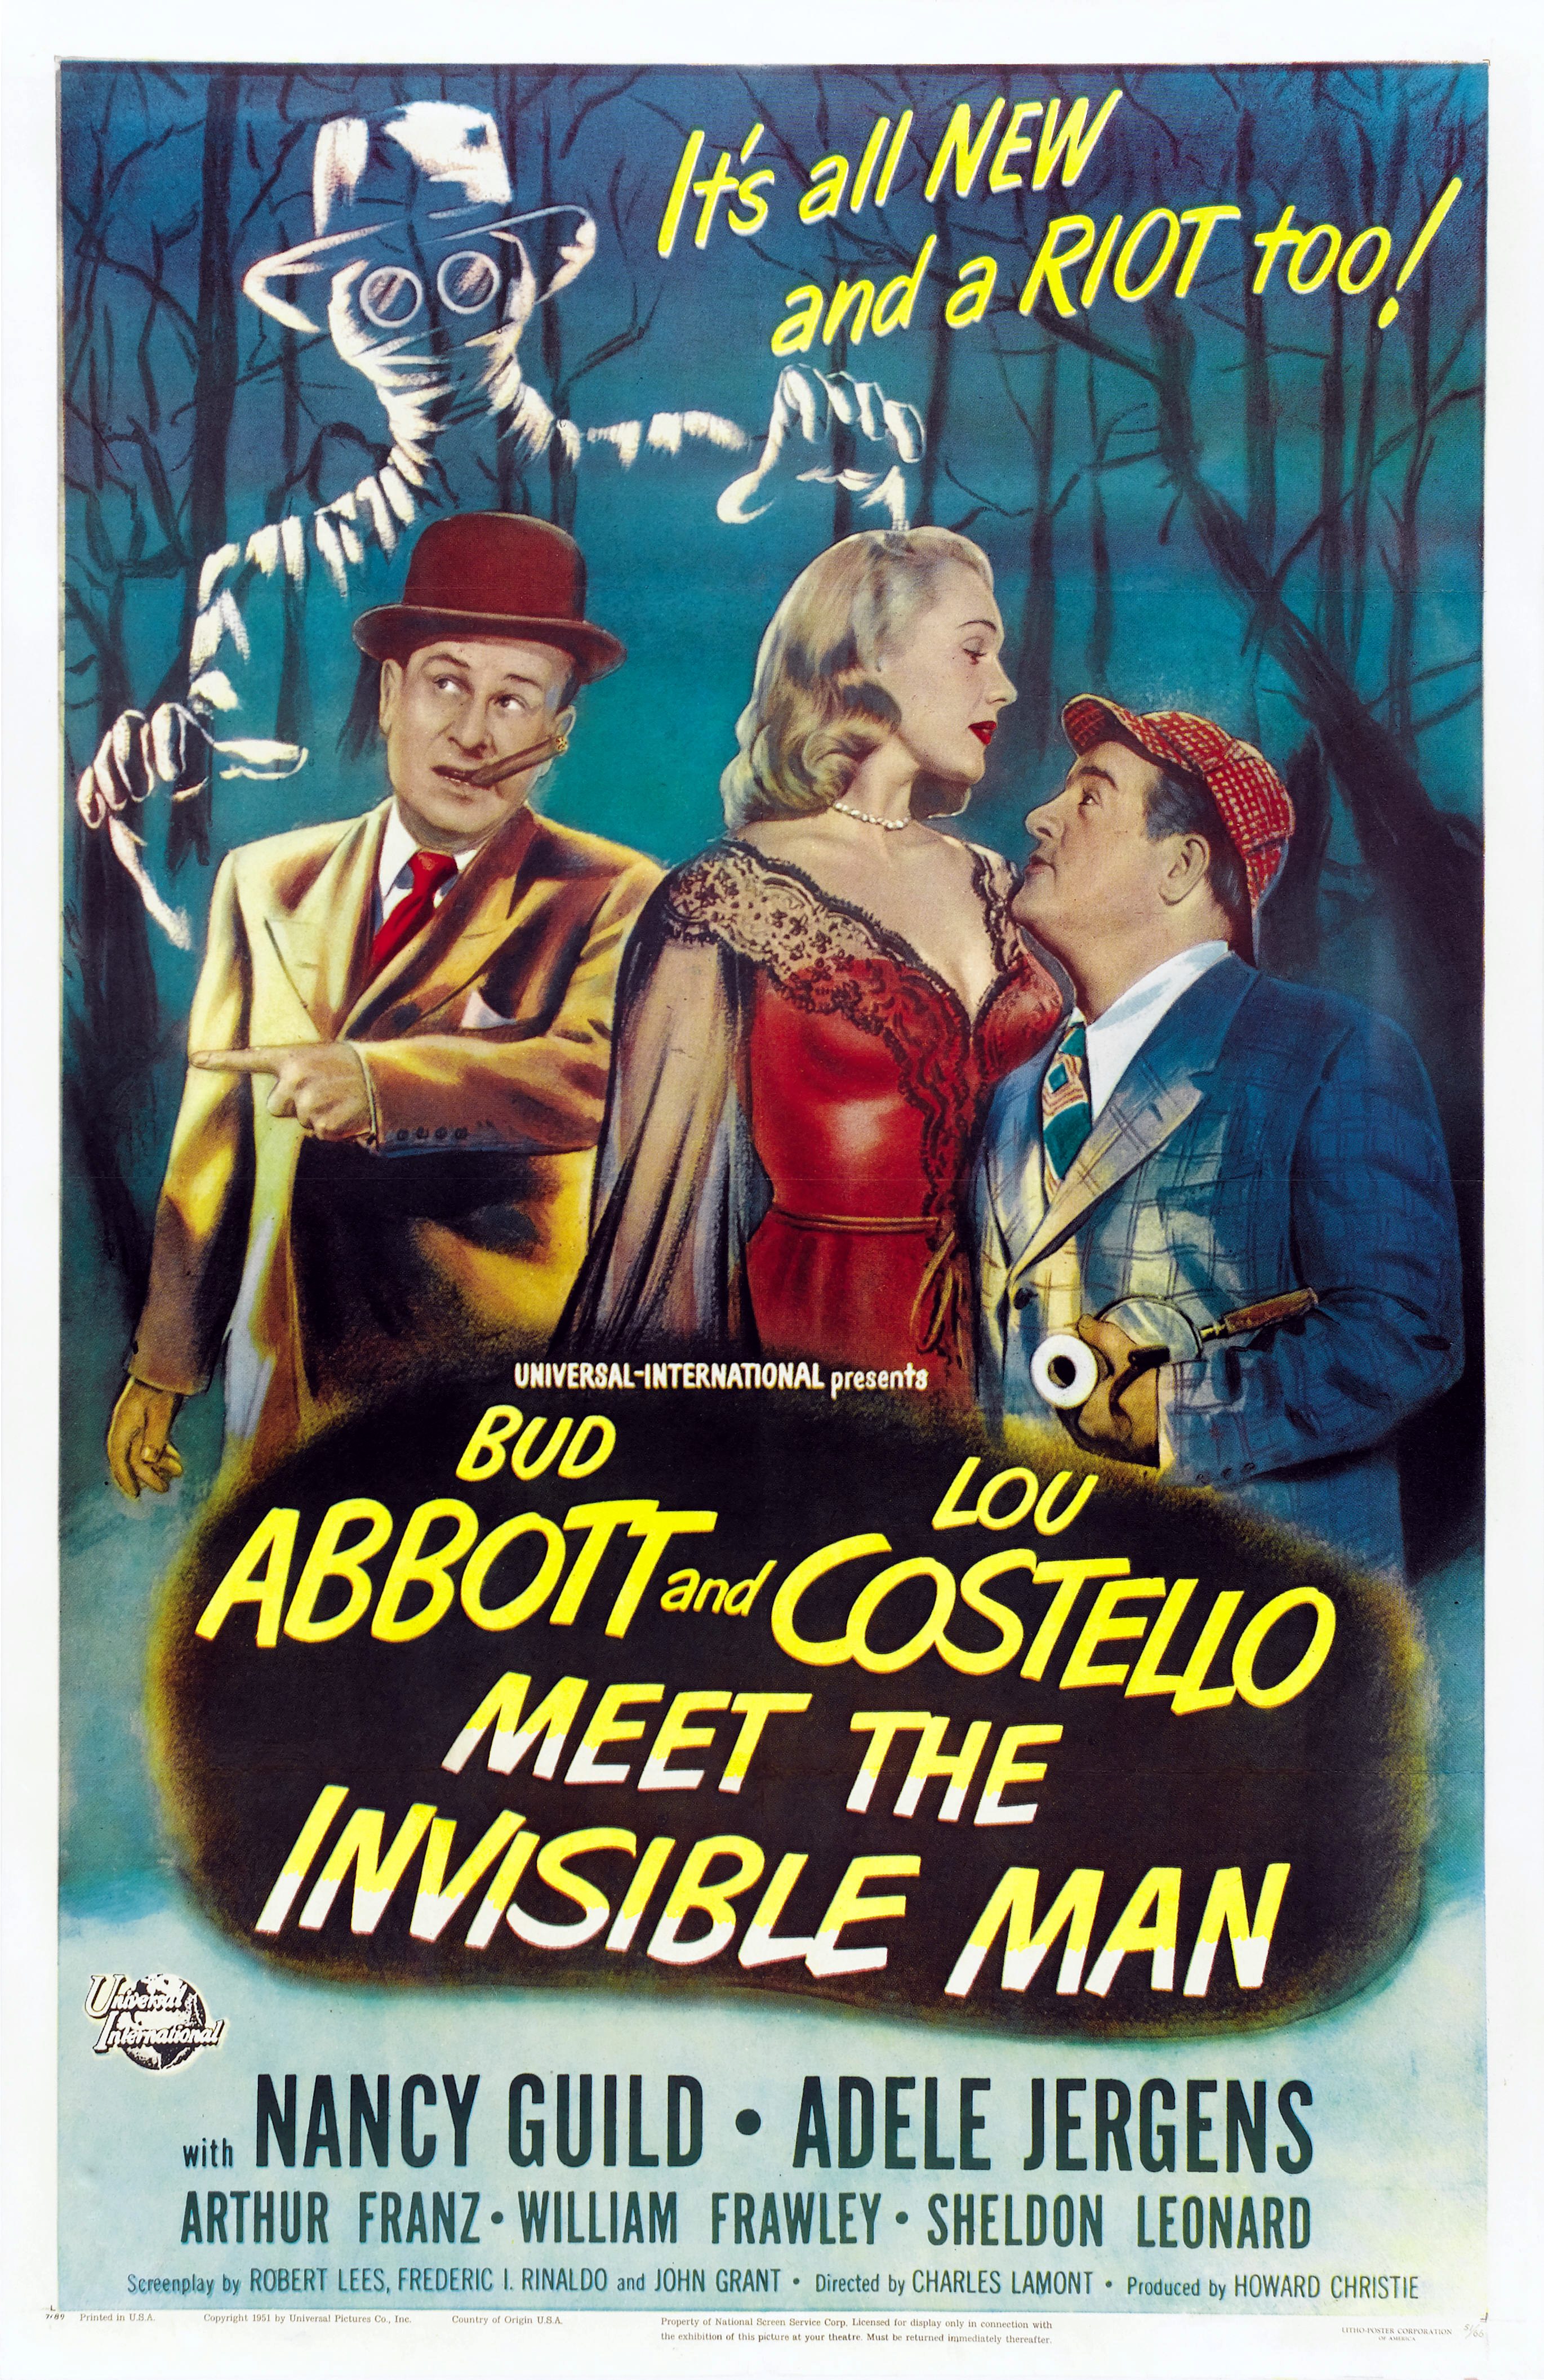 It's all NEW
and a RIOT too!
UNIVERSAL-INTERNATIONAL presents
BUD
LOU
ABBOTT and COSTELLO
MEET THE
INVISIBLE MAN
Universal
International
with NANCY GUILD • ADELE JERGENS
ARTHUR FRANZ • WILLIAM FRAWLEY • SHELDON LEONARD
Screenplay by ROBERT LEES, FREDERIC I. RINALDO and JOHN GRANT • Directed by CHARLES LAMONT • Produced by HOWARD CHRISTIE
Printed in U.S.A. Copyright 1951 by Universal Pictures Co., Inc. Country of Origin U.S.A.
Property of National Screen Service Corp. Licensed for display only in connection with
the exhibition of this picture at your theatre. Must be returned immediately thereafter.
LITHO-POSTER CORPORATION
OF AMERICA